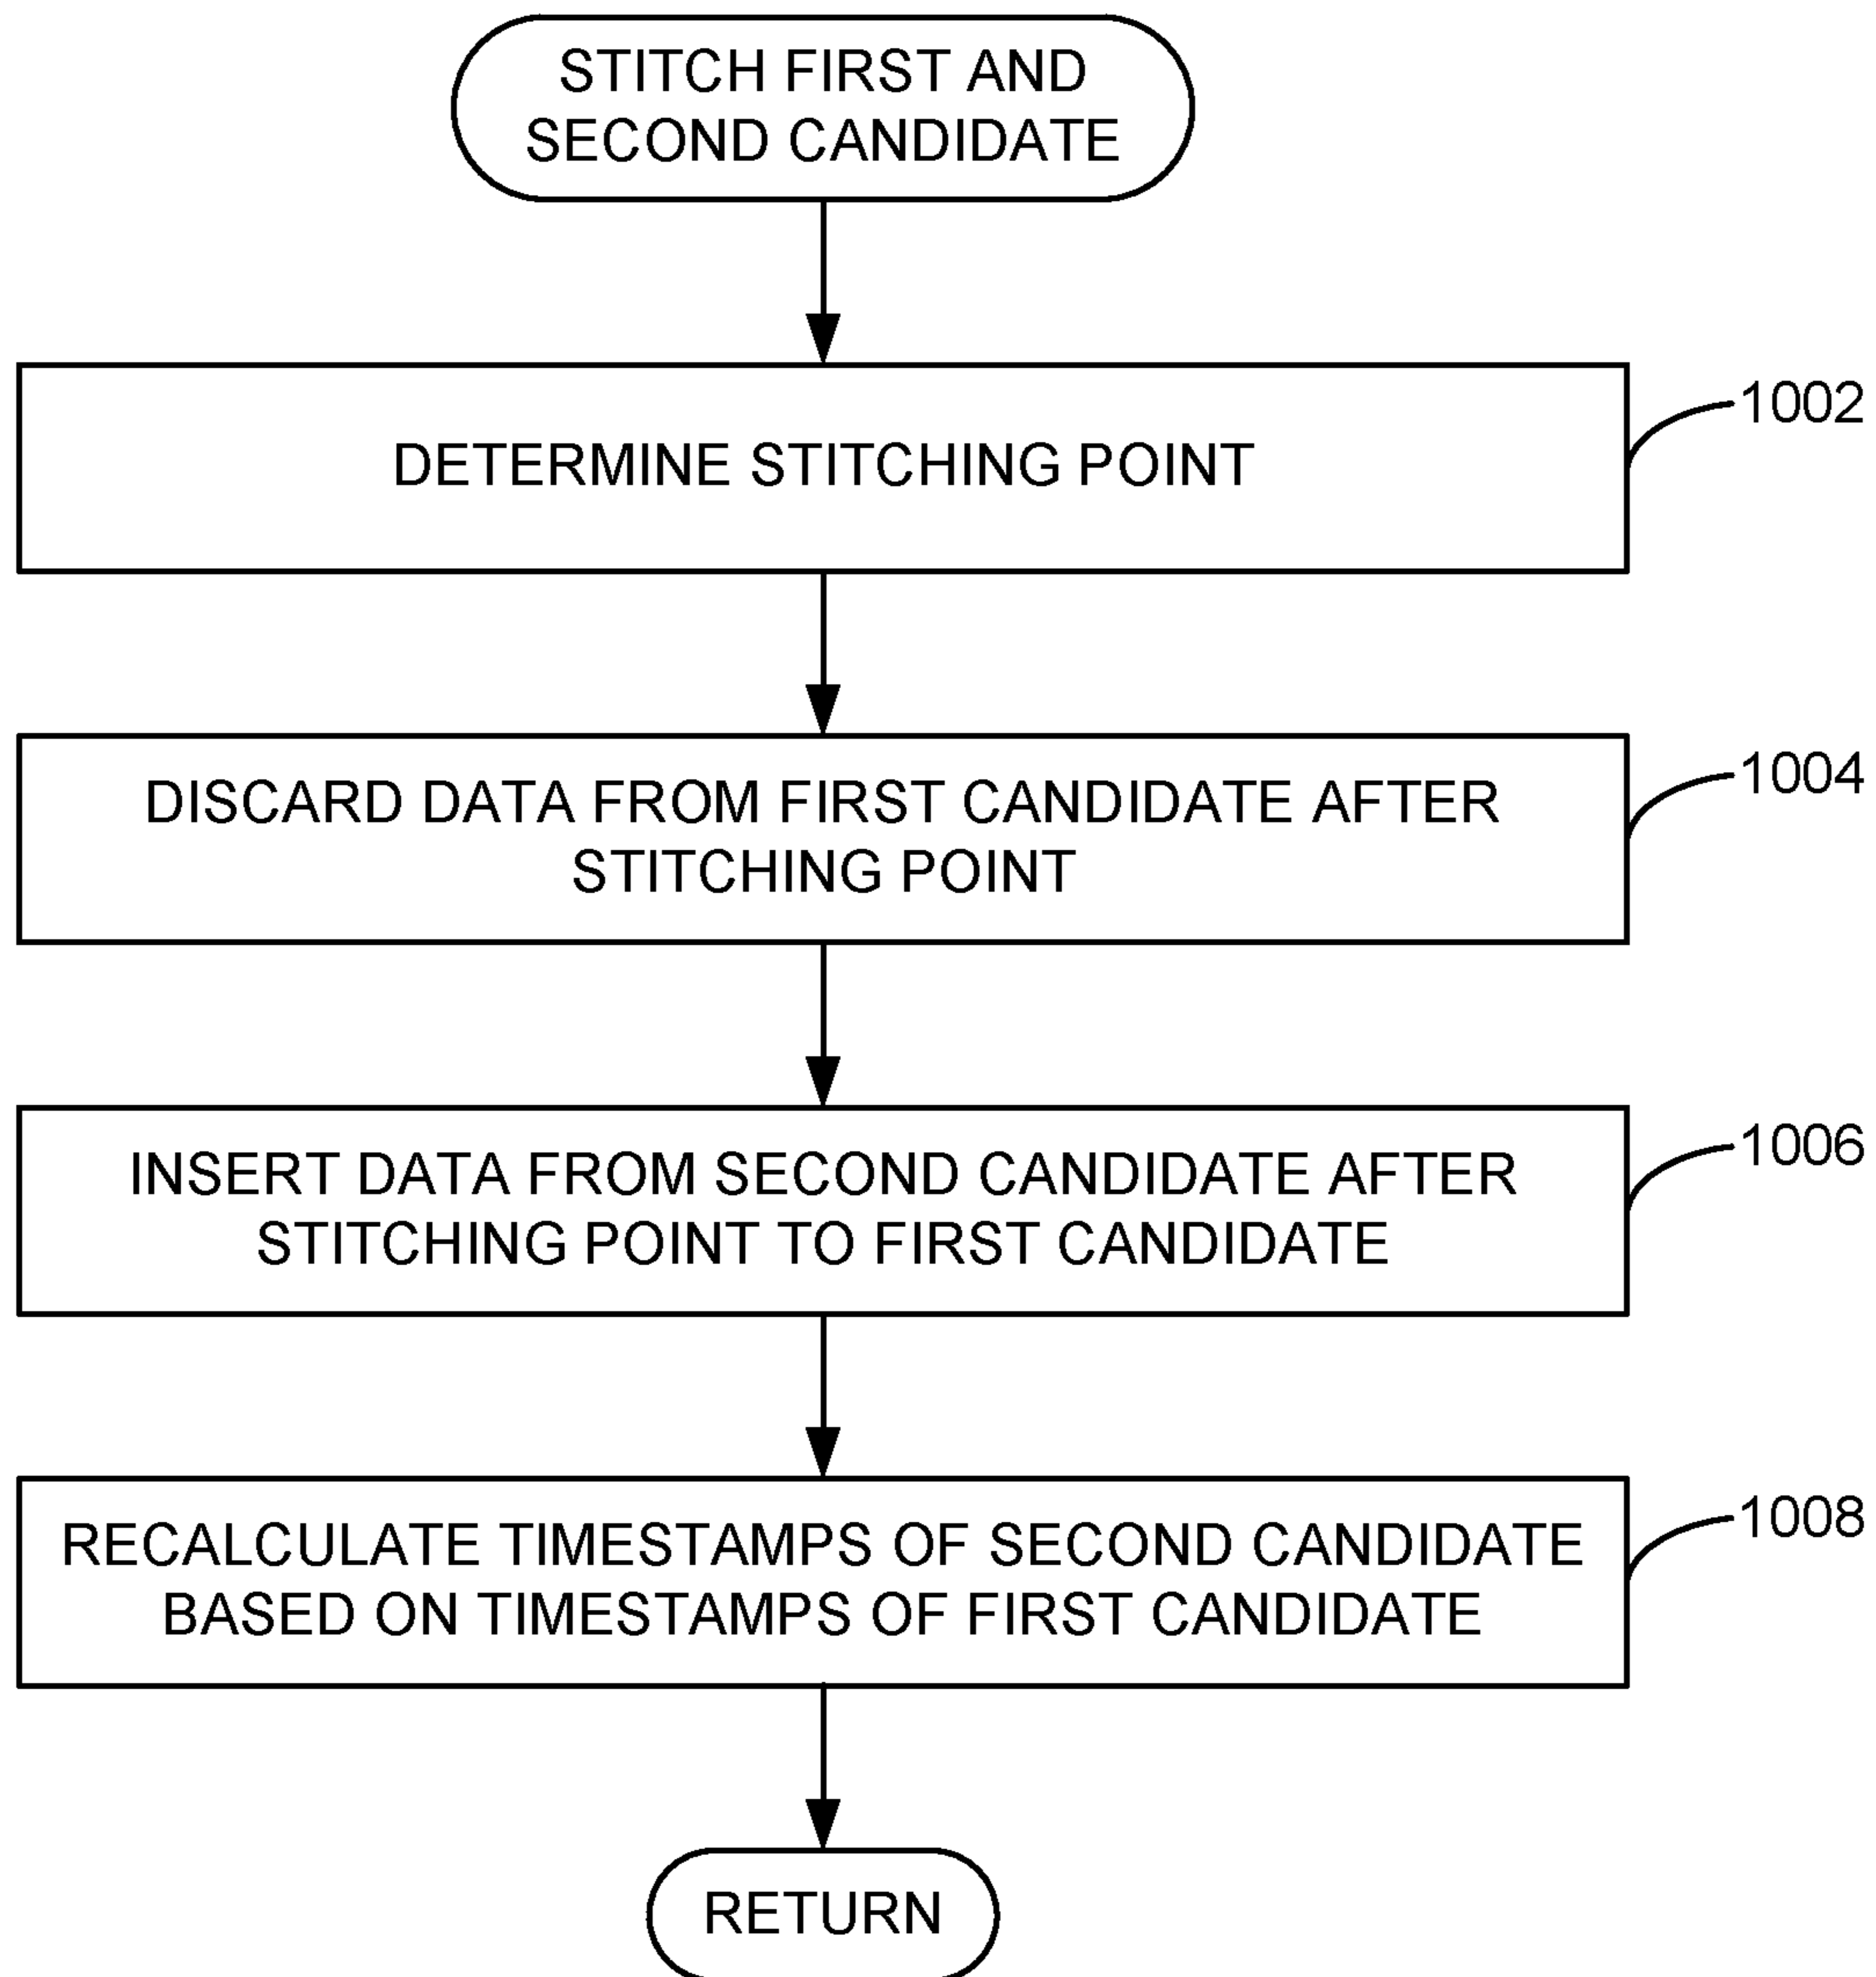 STITCH FIRST AND
SECOND CANDIDATE
DETERMINE STITCHING POINT
1002
DISCARD DATA FROM FIRST CANDIDATE AFTER
STITCHING POINT
1004
INSERT DATA FROM SECOND CANDIDATE AFTER
STITCHING POINT TO FIRST CANDIDATE
1006
RECALCULATE TIMESTAMPS OF SECOND CANDIDATE
BASED ON TIMESTAMPS OF FIRST CANDIDATE
1008
RETURN